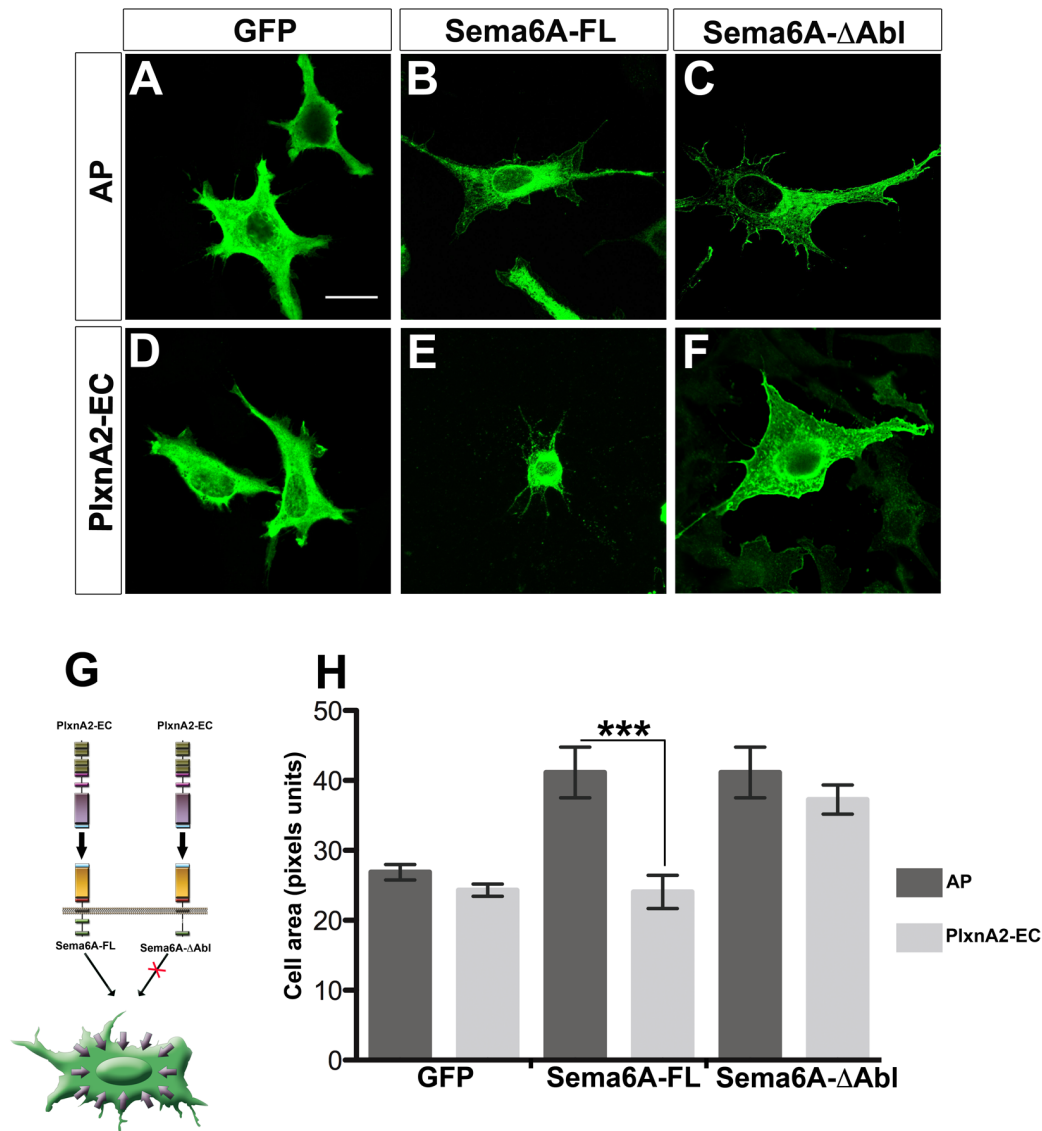 GFP
Sema6A-FL
Sema6A-ΔAbl
AP
A
B
C
PlxnA2-EC
D
E
F
G
PlxnA2-EC
PlxnA2-EC
Sema6A-FL
Sema6A-ΔAbl
H
Cell area (pixels units)
50
40
30
20
10
0
***
GFP
Sema6A-FL
Sema6A-ΔAbl
AP
PlxnA2-EC